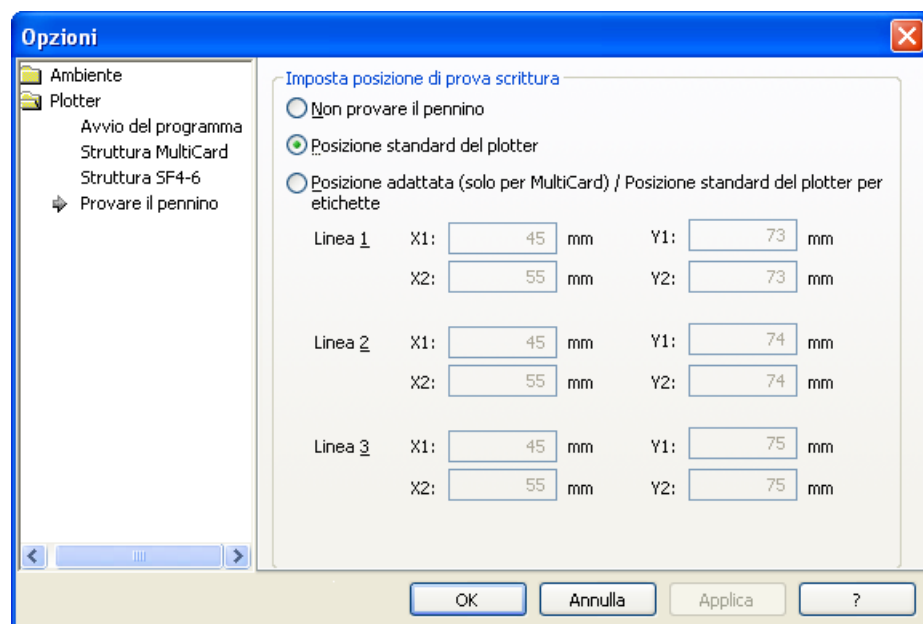 Opzioni
Ambiente
Plotter
Avvio del programma
Struttura MultiCard
Struttura SF4-6
Provare il pennino
Imposta posizione di prova scrittura
Non provare il pennino
Posizione standard del plotter
Posizione adattata (solo per MultiCard) / Posizione standard del plotter per
etichette
Linea 1 X1: 45 mm Y1: 73 mm
X2: 55 mm Y2: 73 mm
Linea 2 X1: 45 mm Y1: 74 mm
X2: 55 mm Y2: 74 mm
Linea 3 X1: 45 mm Y1: 75 mm
X2: 55 mm Y2: 75 mm
OK Annulla Applica ?